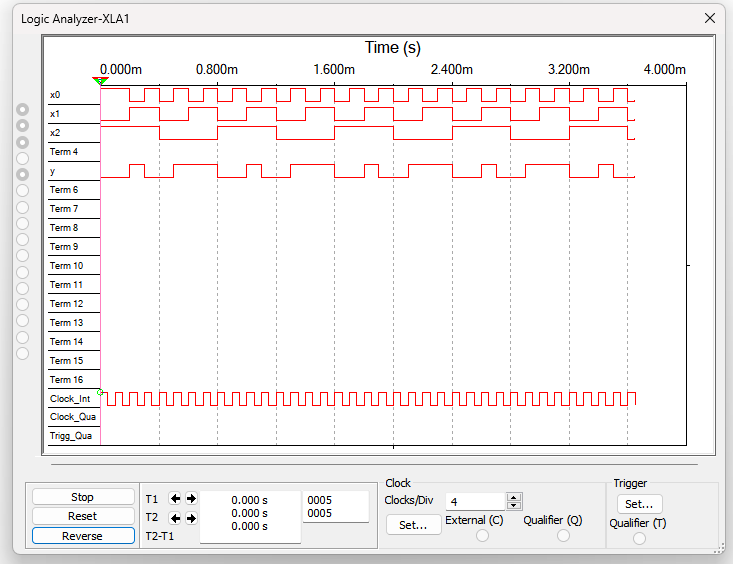 Logic Analyzer-XLA1
Time (s)
0.000m 0.800m 1.600m 2.400m 3.200m 4.000m
x0
x1
x2
Term 4
y
Term 6
Term 7
Term 8
Term 9
Term 10
Term 11
Term 12
Term 13
Term 14
Term 15
Term 16
Clock_Int
Clock_Qua
Trigg_Qua
Stop
Reset
Reverse
T1 0.000 s 0005
T2 0.000 s 0005
T2-T1 0.000 s
Clock
Clocks/Div 4
Set...
External (C) Qualifier (Q)
Trigger
Set...
Qualifier (T)